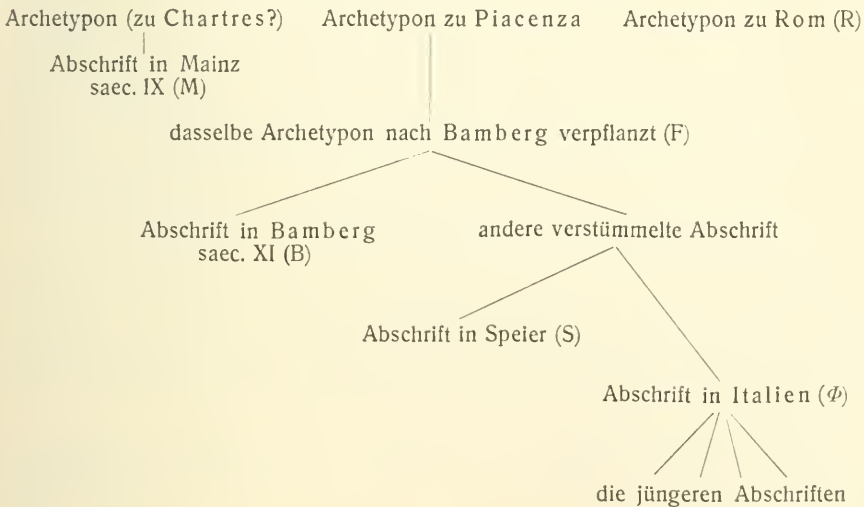 Archetypon (zu Chartres?) Archetypon zu Piacenza Archetypon zu Rom (R)
Abschrift in Mainz
saec. IX (M)
dasselbe Archetypon nach Bamberg verpflanzt (F)
Abschrift in Bamberg andere verstümmelte Abschrift
saec. XI (B)
Abschrift in Speier (S)
Abschrift in Italien (Φ)
die jüngeren Abschriften